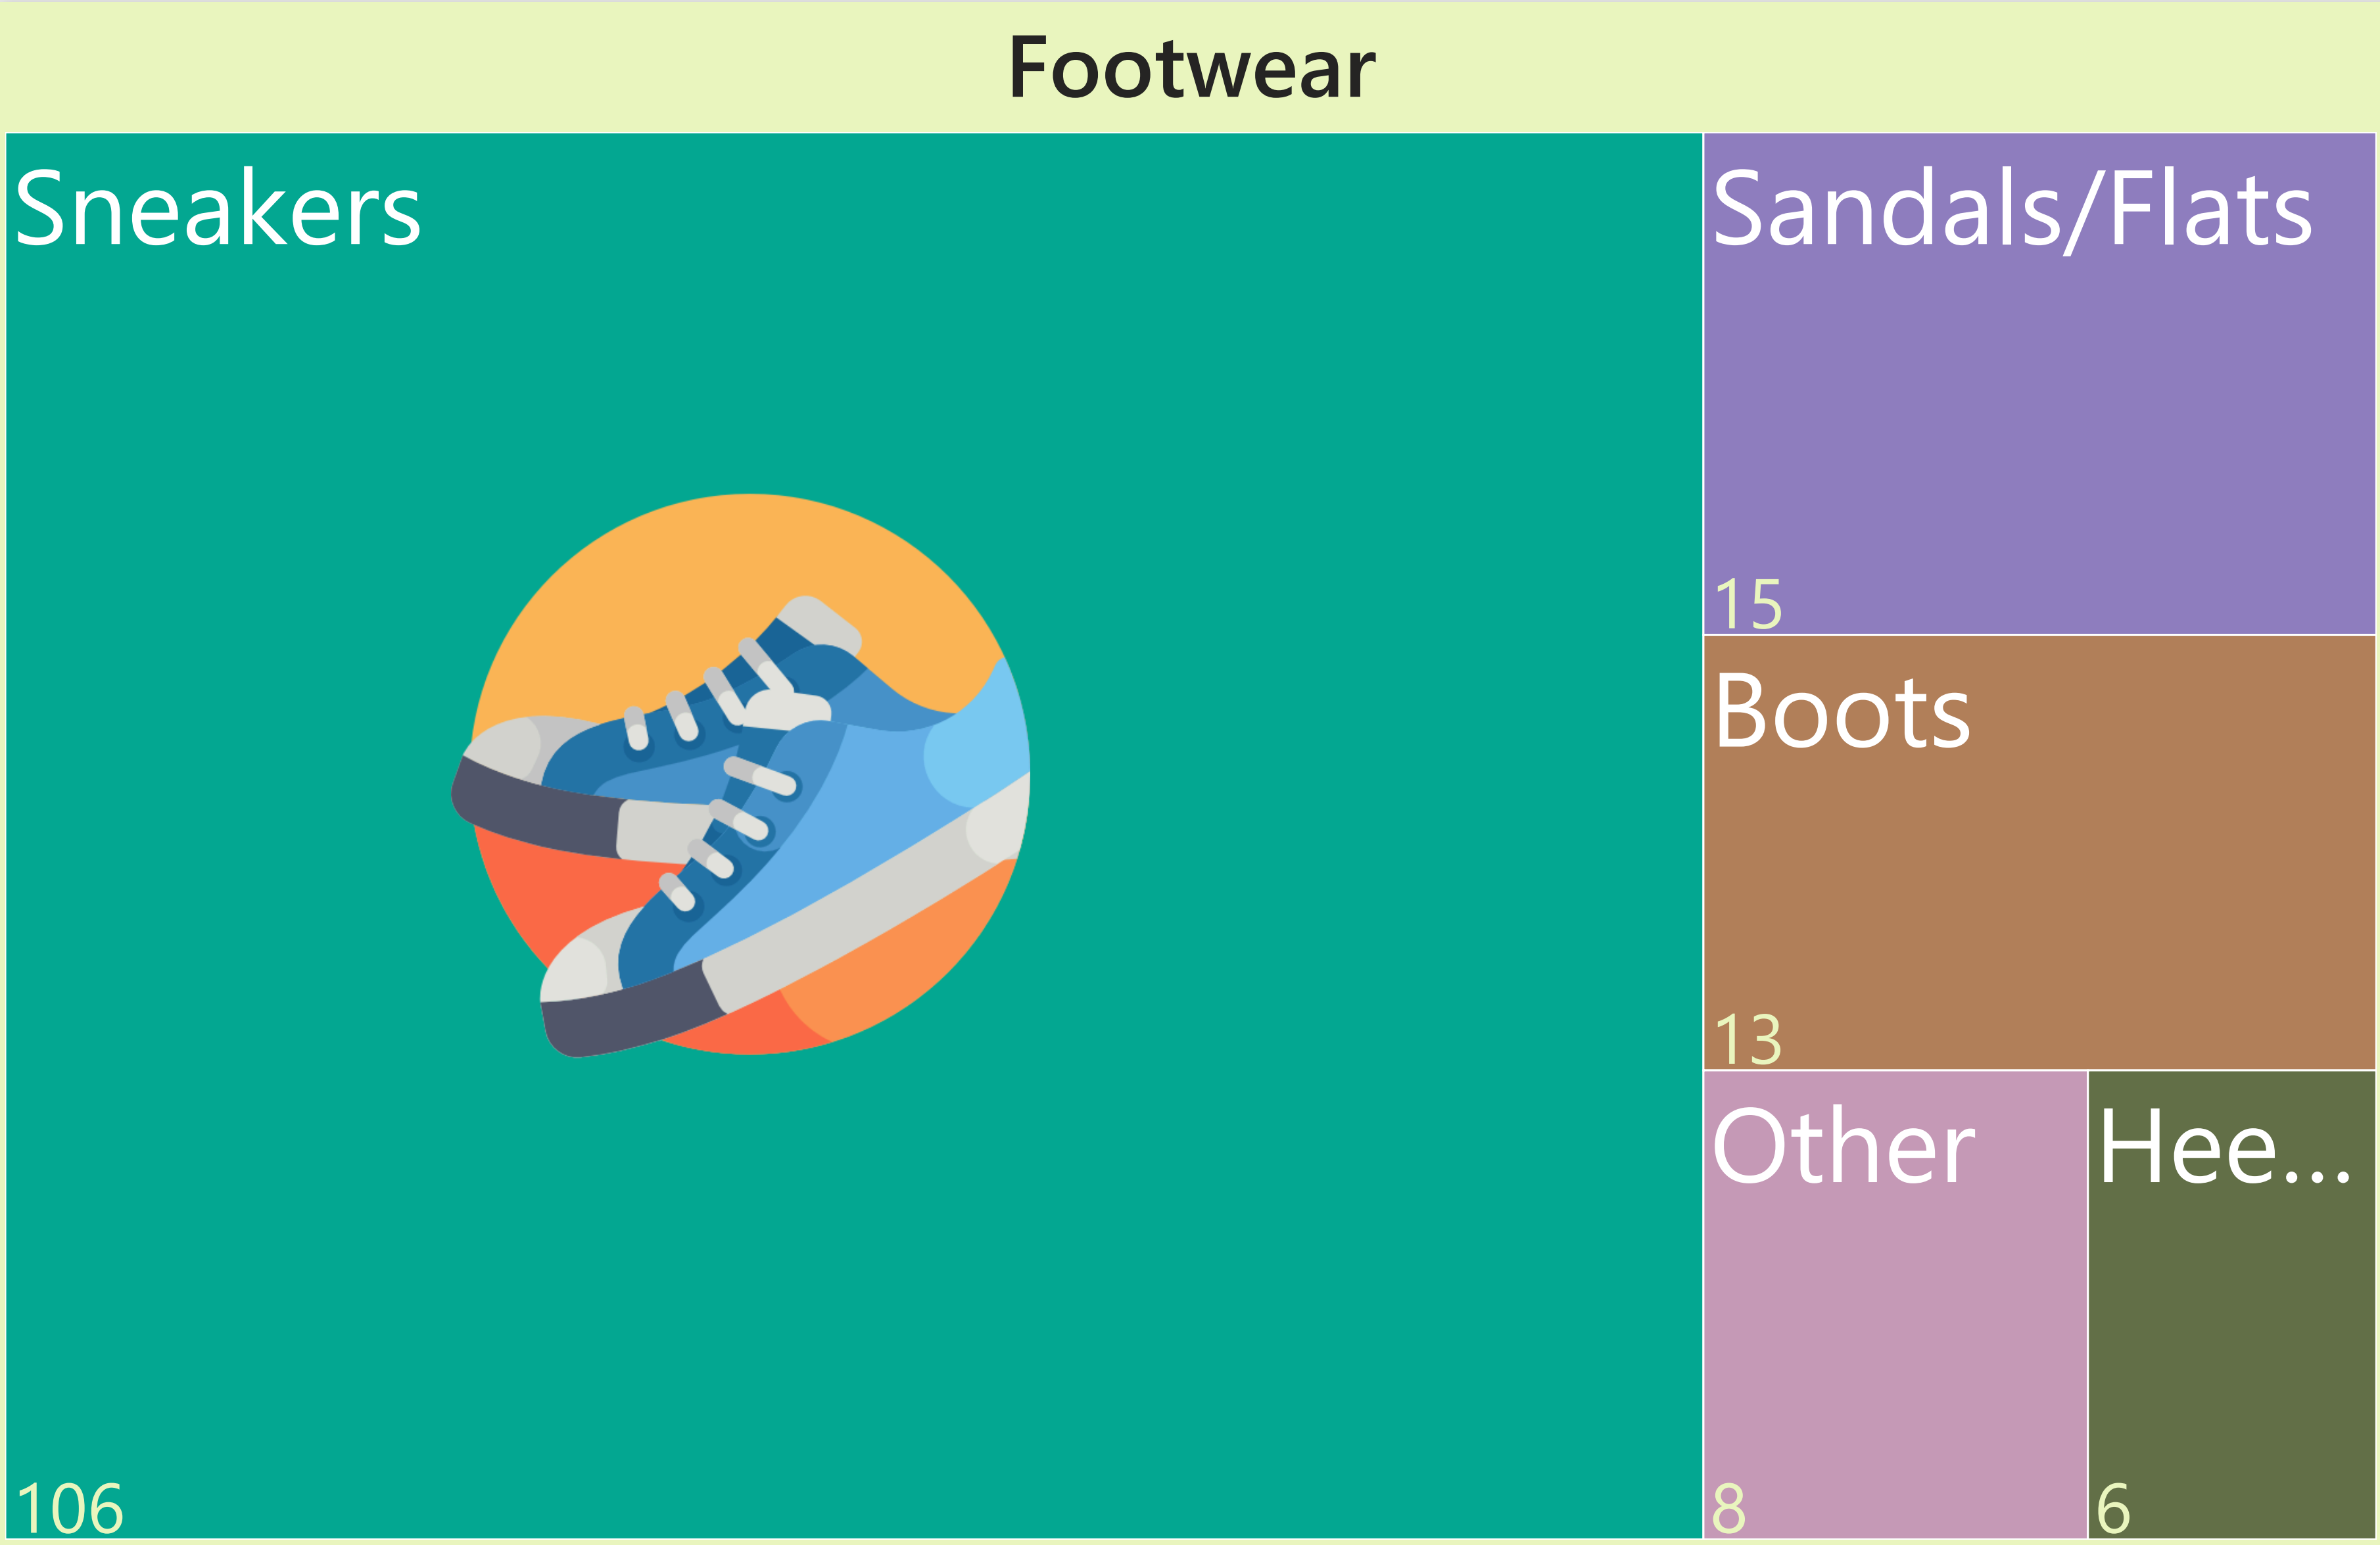 Footwear
Sneakers
106
Sandals/Flats
15
Boots
13
Other
8
Hee...
6